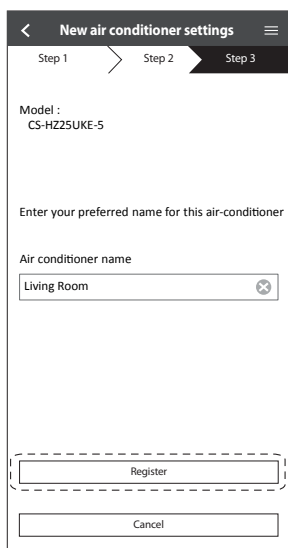 New air conditioner settings
Step 1 Step 2 Step 3
Model :
CS-HZ25UKE-5
Enter your preferred name for this air-conditioner
Air conditioner name
Living Room
Register
Cancel